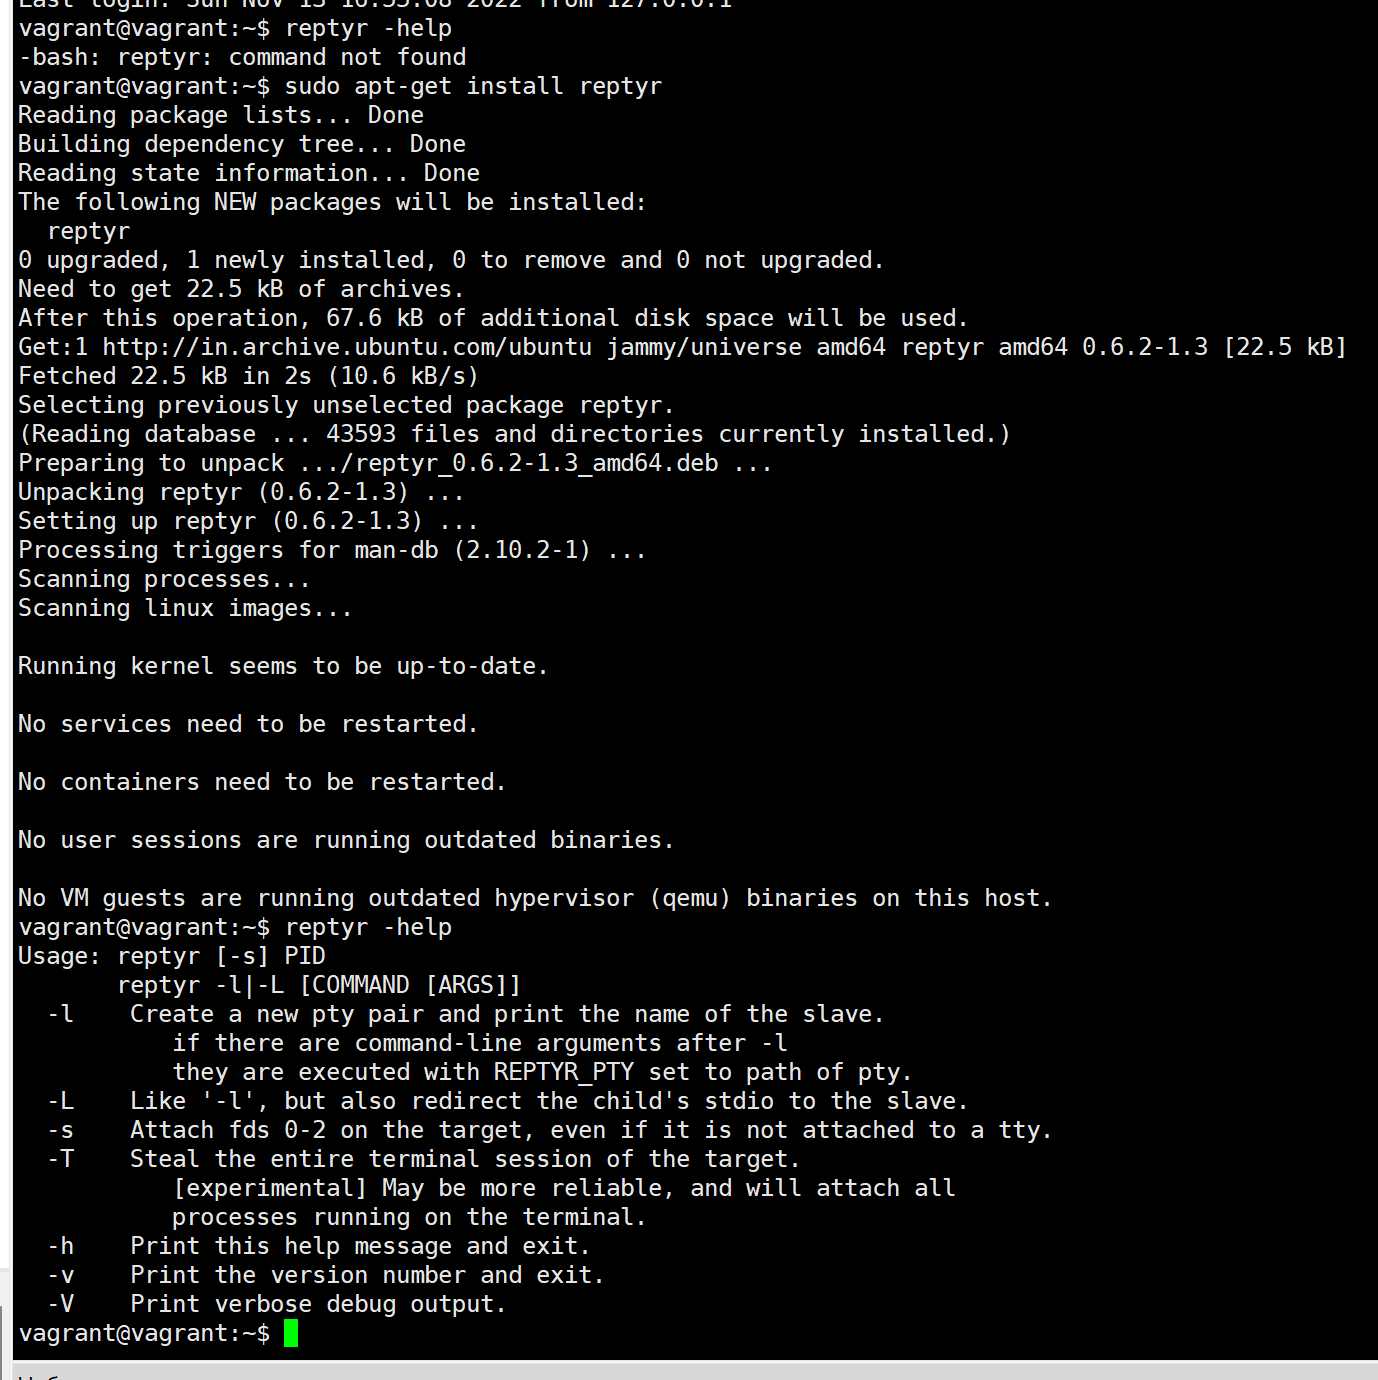 Last login: Sun Nov 13 16:55:08 2022 from 127.0.0.1
vagrant@vagrant:~$ reptyr -help
-bash: reptyr: command not found
vagrant@vagrant:~$ sudo apt-get install reptyr
Reading package lists... Done
Building dependency tree... Done
Reading state information... Done
The following NEW packages will be installed:
  reptyr
0 upgraded, 1 newly installed, 0 to remove and 0 not upgraded.
Need to get 22.5 kB of archives.
After this operation, 67.6 kB of additional disk space will be used.
Get:1 http://in.archive.ubuntu.com/ubuntu jammy/universe amd64 reptyr amd64 0.6.2-1.3 [22.5 kB]
Fetched 22.5 kB in 2s (10.6 kB/s)
Selecting previously unselected package reptyr.
(Reading database ... 43593 files and directories currently installed.)
Preparing to unpack .../reptyr_0.6.2-1.3_amd64.deb ...
Unpacking reptyr (0.6.2-1.3) ...
Setting up reptyr (0.6.2-1.3) ...
Processing triggers for man-db (2.10.2-1) ...
Scanning processes...
Scanning linux images...
Running kernel seems to be up-to-date.
No services need to be restarted.
No containers need to be restarted.
No user sessions are running outdated binaries.
No VM guests are running outdated hypervisor (qemu) binaries on this host.
vagrant@vagrant:~$ reptyr -help
Usage: reptyr [-s] PID
       reptyr -l|-L [COMMAND [ARGS]]
  -l    Create a new pty pair and print the name of the slave.
           if there are command-line arguments after -l
           they are executed with REPTYR_PTY set to path of pty.
  -L    Like '-l', but also redirect the child's stdio to the slave.
  -s    Attach fds 0-2 on the target, even if it is not attached to a tty.
  -T    Steal the entire terminal session of the target.
           [experimental] May be more reliable, and will attach all
           processes running on the terminal.
  -h    Print this help message and exit.
  -v    Print the version number and exit.
  -V    Print verbose debug output.
vagrant@vagrant:~$